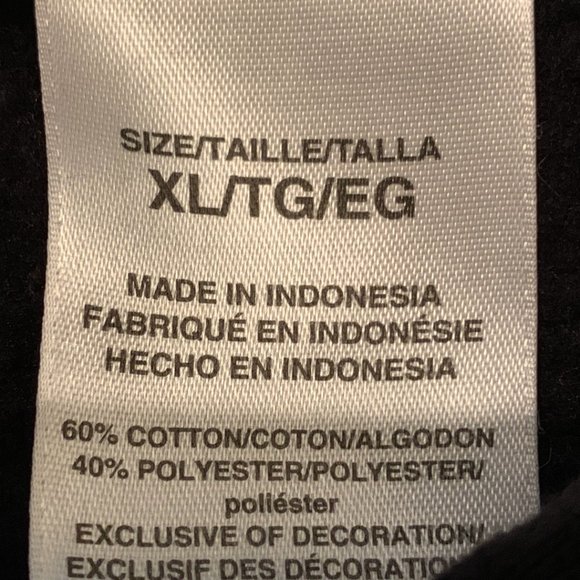 SIZE/TAILLE/TALLA
XL/TG/EG
MADE IN INDONESIA
FABRIQUÉ EN INDONÉSIE
HECHO EN INDONESIA
60% COTTON/COTON/ALGODON
40% POLYESTER/POLYESTER/
poliéster
EXCLUSIVE OF DECORATION/
EXCLUSIF DES